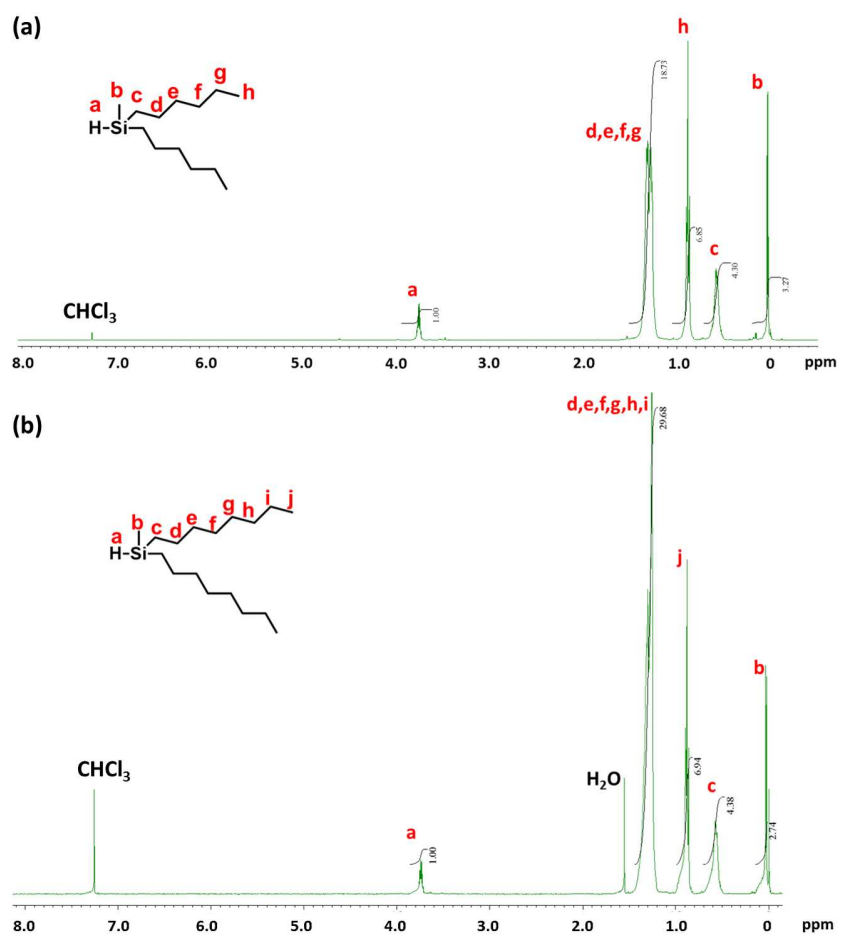 (a)
h
g
b
e
b
f
c
h
a
d
18.73
H-Si
d,e,f,g
6.85
c
4.30
3.27
a
CHCl3
1.00
8.0 7.0 6.0 5.0 4.0 3.0 2.0 1.0 0 ppm
d,e,f,g,h,i
(b)
29.68
i
j
g
e
h
b
f
c
d
j
a
H-Si
b
H2O
CHCl3
6.94
c
4.38
a
2.74
1.00
8.0 7.0 6.0 5.0 4.0 3.0 2.0 1.0 0 ppm